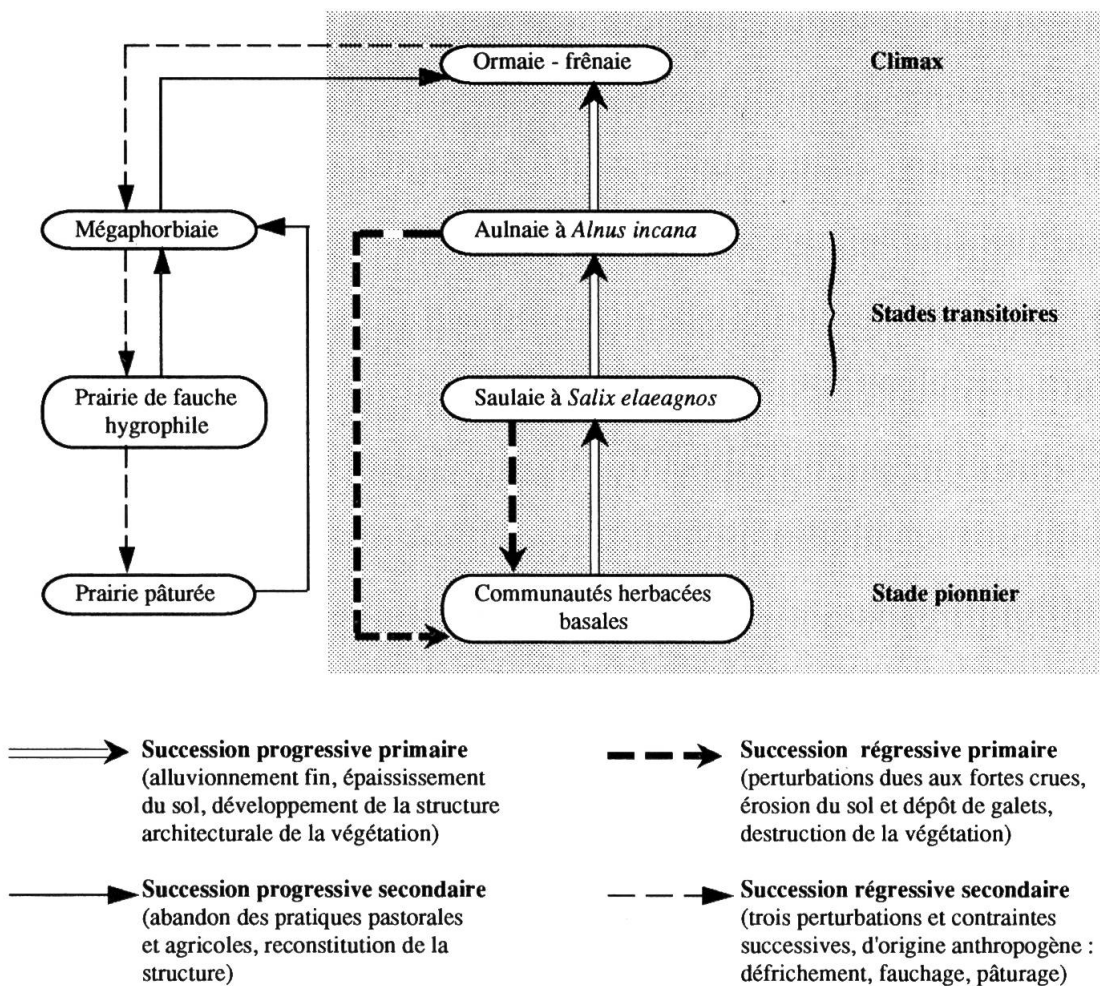 Ormaie - frênaie
Climax
Mégaphorbiaie
Aulnaie à Alnus incana
Stades transitoires
Prairie de fauche
hygrophile
Saulaie à Salix elaeagnos
Prairie pâturée
Communautés herbacées
basales
Stade pionnier
Succession progressive primaire
(alluvionnement fin, épaississement
du sol, développement de la structure
architecturale de la végétation)
Succession régressive primaire
(perturbations dues aux fortes crues,
érosion du sol et dépôt de galets,
destruction de la végétation)
Succession progressive secondaire
(abandon des pratiques pastorales
et agricoles, reconstitution de la
structure)
Succession régressive secondaire
(trois perturbations et contraintes
successives, d'origine anthropogène :
défrichement, fauchage, pâturage)